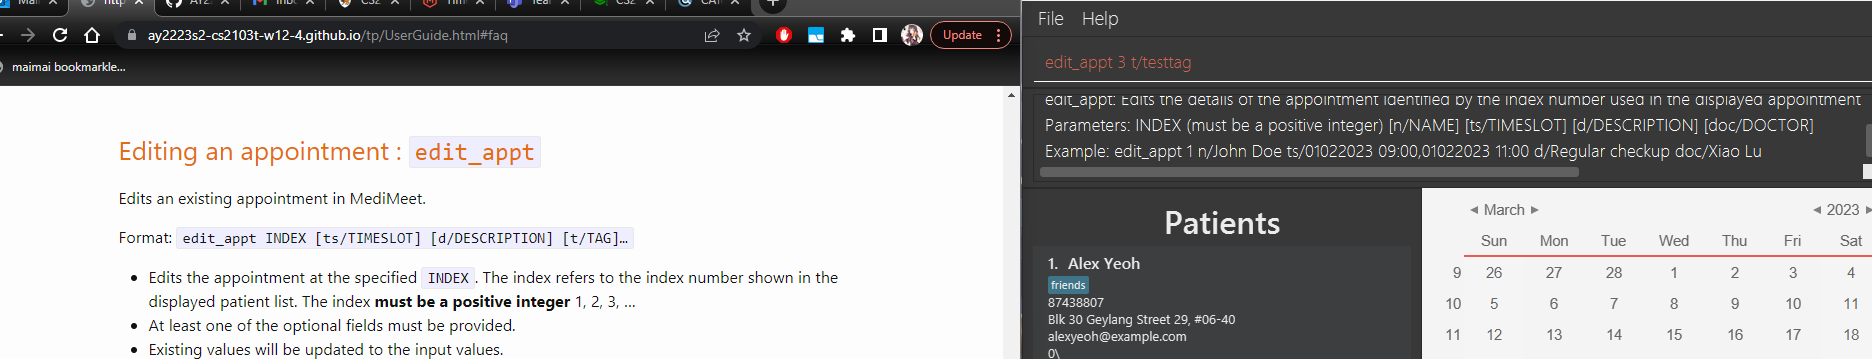 ay2223s2-cs2103t-w12-4.github.io/tp/UserGuide.html#faq
Update
maimai bookmarkle...
Editing an appointment : edit_appt
Edits an existing appointment in MediMeet.
Format: edit_appt INDEX [ts/TIMESLOT] [d/DESCRIPTION] [t/TAG]…
Edits the appointment at the specified INDEX. The index refers to the index number shown in the
displayed patient list. The index must be a positive integer 1, 2, 3, …
At least one of the optional fields must be provided.
Existing values will be updated to the input values.
File Help
edit_appt 3 t/testtag
edit_appt: Edits the details of the appointment identified by the index number used in the displayed appointment
Parameters: INDEX (must be a positive integer) [n/NAME] [ts/TIMESLOT] [d/DESCRIPTION] [doc/DOCTOR]
Example: edit_appt 1 n/John Doe ts/01022023 09:00,01022023 11:00 d/Regular checkup doc/Xiao Lu
Patients
1. Alex Yeoh
friends
87438807
Blk 30 Geylang Street 29, #06-40
alexyeoh@example.com
0\
March 2023
Sun Mon Tue Wed Thu Fri Sat
9 26 27 28 1 2 3 4
10 5 6 7 8 9 10 11
11 12 13 14 15 16 17 18